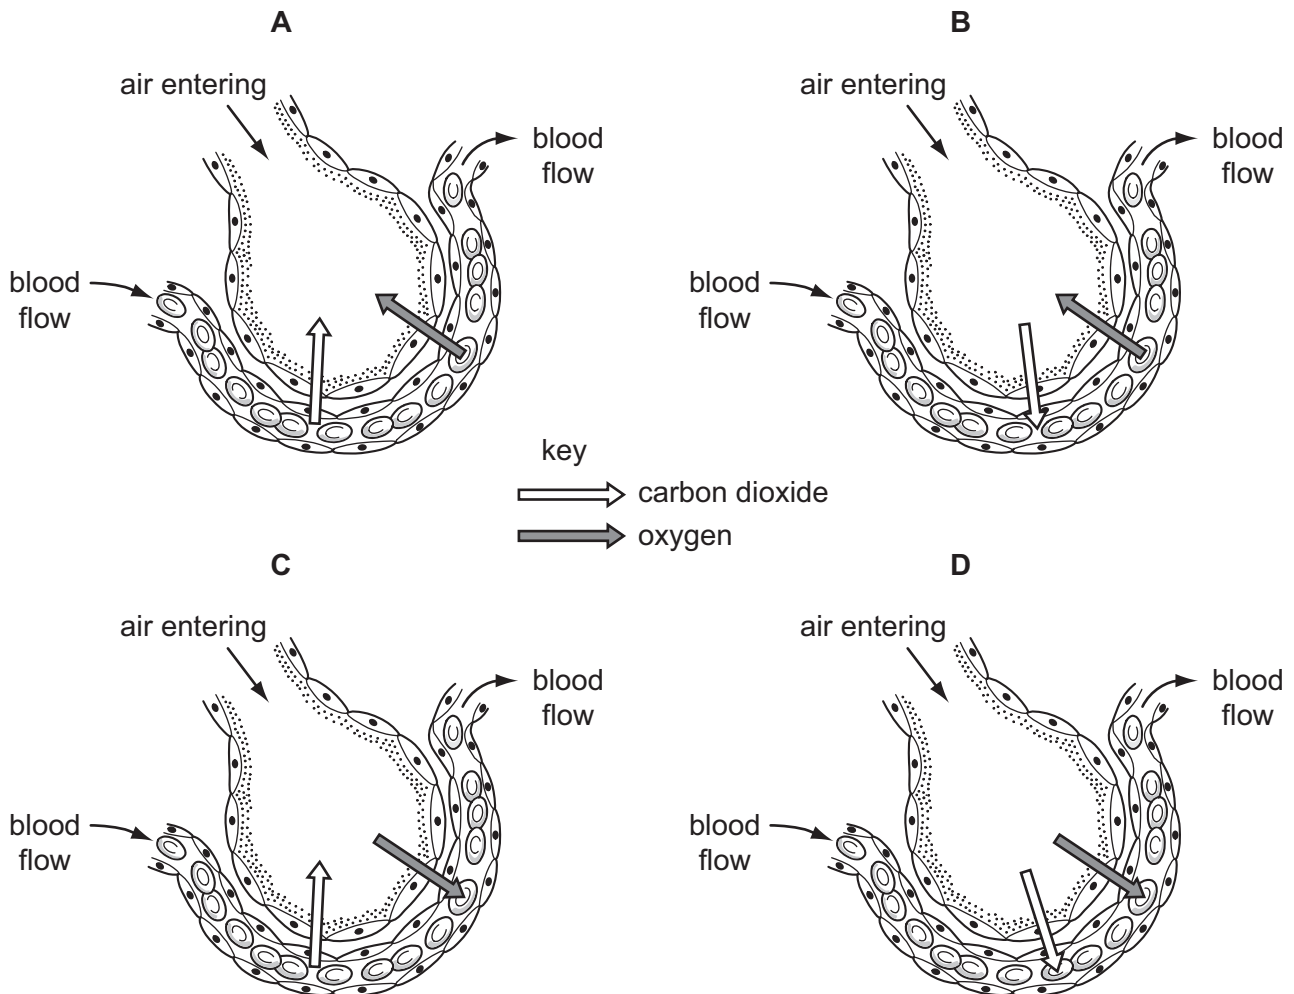 A
air entering
blood
flow
blood
flow
B
air entering
blood
flow
blood
flow
key
carbon dioxide
oxygen
C
air entering
blood
flow
blood
flow
D
air entering
blood
flow
blood
flow